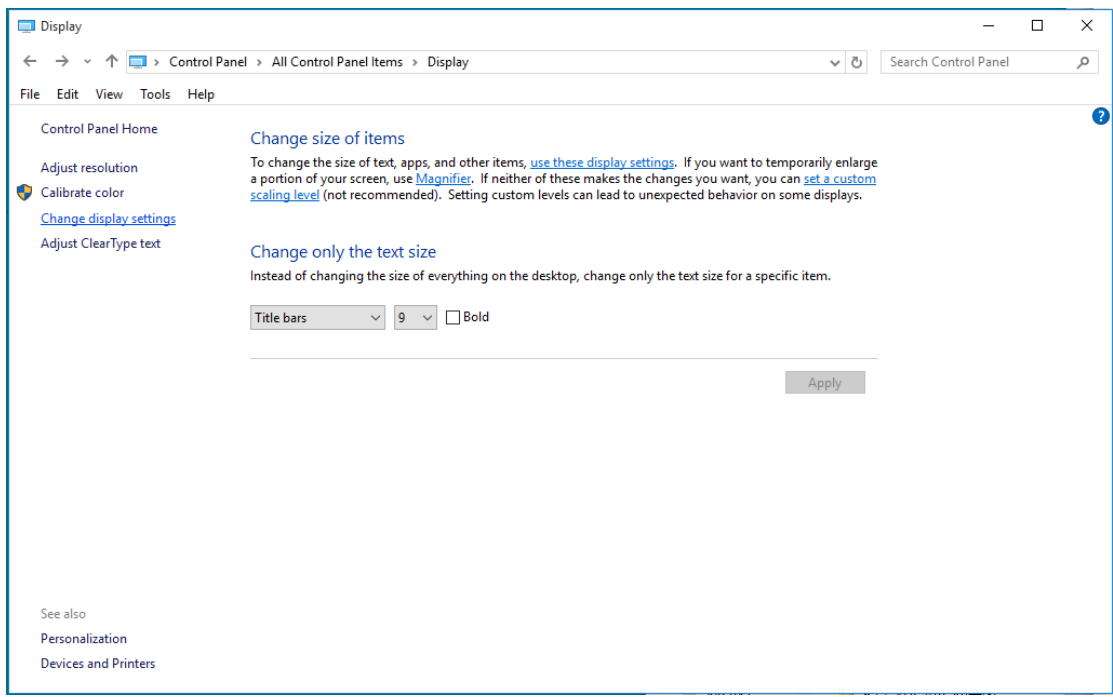 Display
Control Panel > All Control Panel Items > Display
Search Control Panel
File Edit View Tools Help
Control Panel Home
Adjust resolution
Calibrate color
Change display settings
Adjust ClearType text
Change size of items
To change the size of text, apps, and other items, use these display settings. If you want to temporarily enlarge
a portion of your screen, use Magnifier. If neither of these makes the changes you want, you can set a custom
scaling level (not recommended). Setting custom levels can lead to unexpected behavior on some displays.
Change only the text size
Instead of changing the size of everything on the desktop, change only the text size for a specific item.
Title bars 9 Bold
Apply
See also
Personalization
Devices and Printers